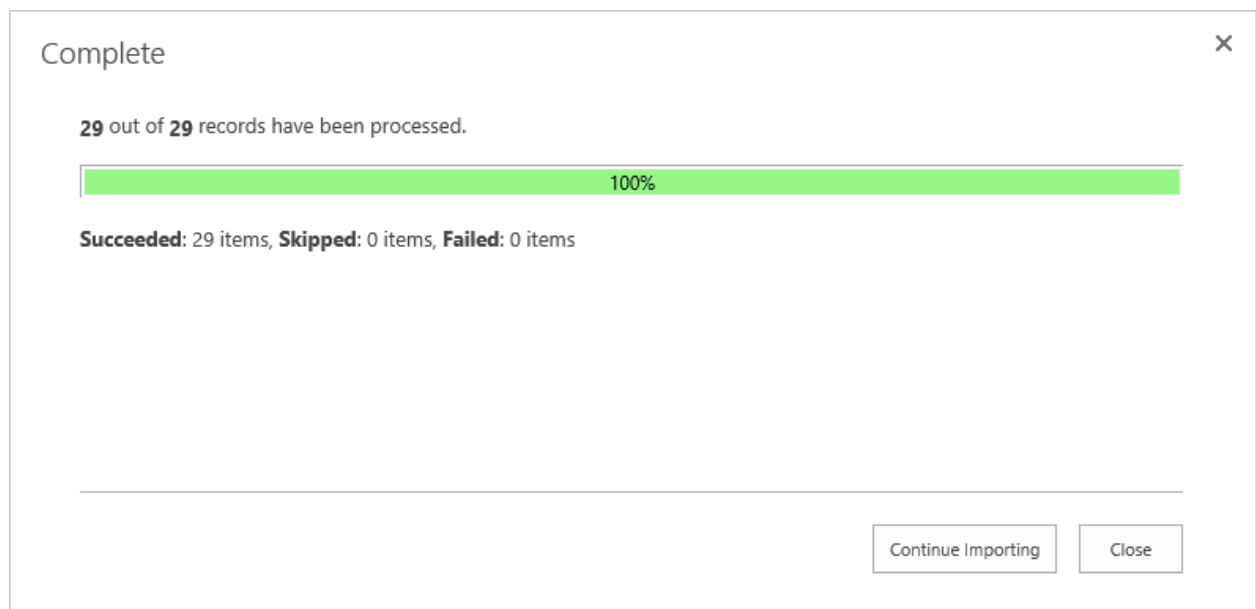 Complete
29 out of 29 records have been processed.
100%
Succeeded: 29 items, Skipped: 0 items, Failed: 0 items
Continue Importing
Close